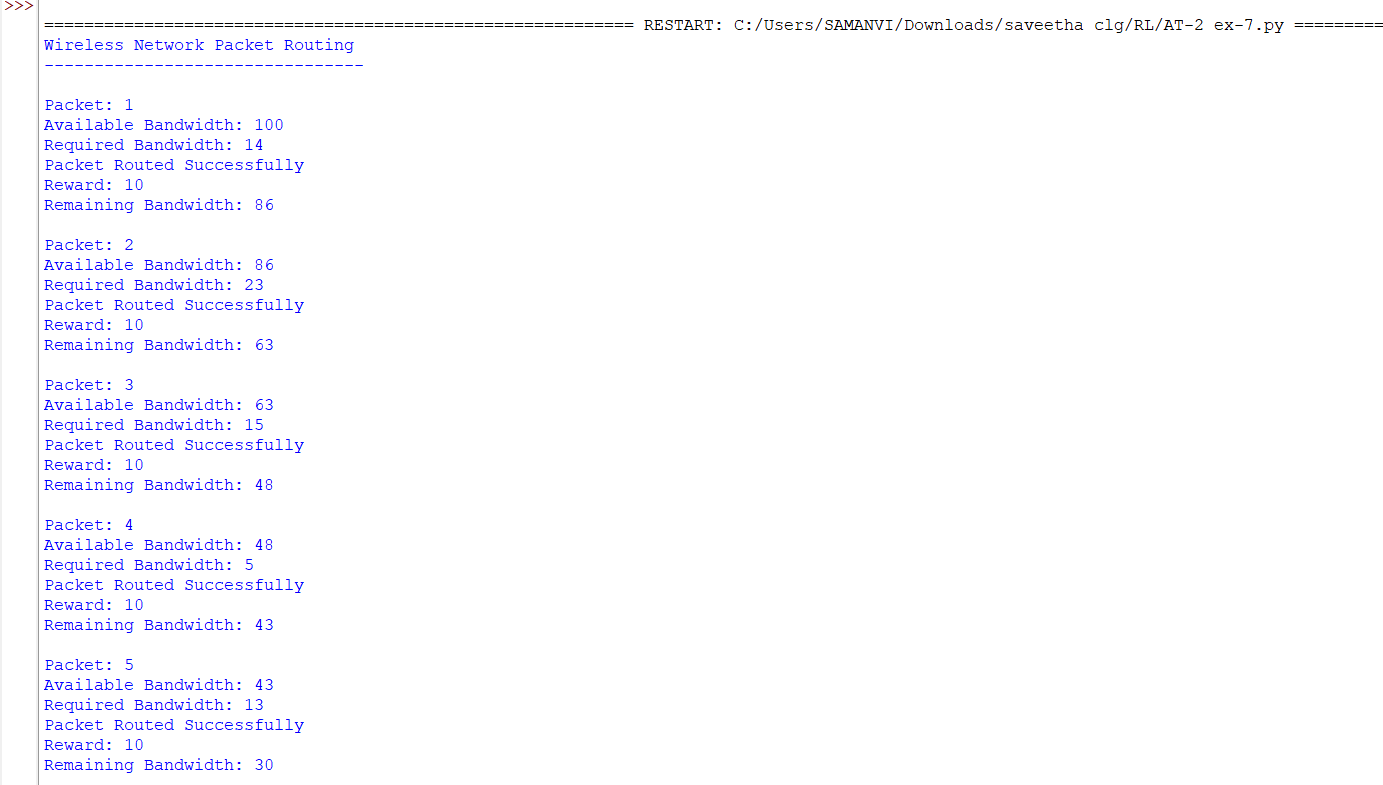 >>>
=========================================================== RESTART: C:/Users/SAMANVI/Downloads/saveetha clg/RL/AT-2 ex-7.py =========
Wireless Network Packet Routing
--------------------------------
Packet: 1
Available Bandwidth: 100
Required Bandwidth: 14
Packet Routed Successfully
Reward: 10
Remaining Bandwidth: 86
Packet: 2
Available Bandwidth: 86
Required Bandwidth: 23
Packet Routed Successfully
Reward: 10
Remaining Bandwidth: 63
Packet: 3
Available Bandwidth: 63
Required Bandwidth: 15
Packet Routed Successfully
Reward: 10
Remaining Bandwidth: 48
Packet: 4
Available Bandwidth: 48
Required Bandwidth: 5
Packet Routed Successfully
Reward: 10
Remaining Bandwidth: 43
Packet: 5
Available Bandwidth: 43
Required Bandwidth: 13
Packet Routed Successfully
Reward: 10
Remaining Bandwidth: 30